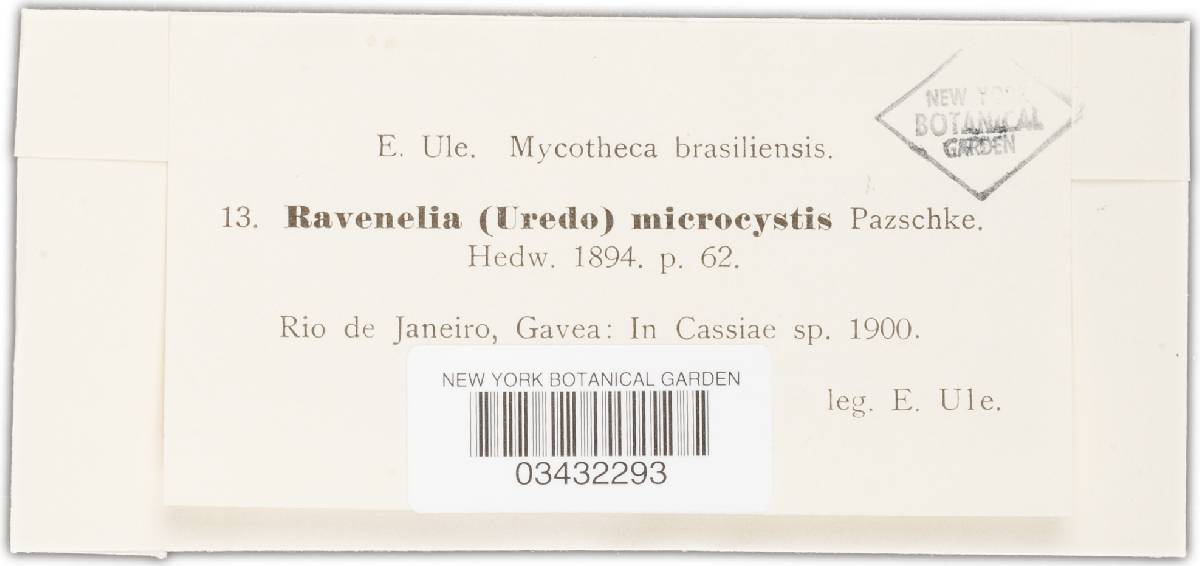 NEW YORK
BOTANICAL
GARDEN
E. Ule. Mycotheca brasiliensis.
13. Ravenelia (Uredo) microcystis Pazschke.
Hedw. 1894. p. 62.
Rio de Janeiro, Gavea: In Cassiae sp. 1900.
leg. E. Ule.
NEW YORK BOTANICAL GARDEN
03432293